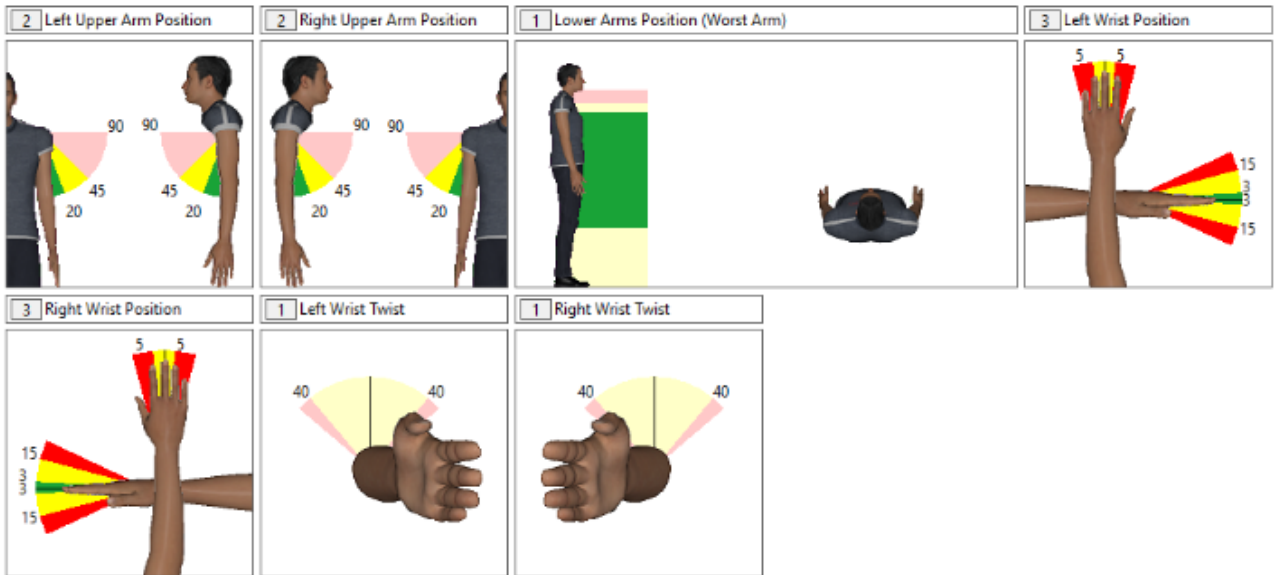 2 Left Upper Arm Position
2 Right Upper Arm Position
1 Lower Arms Position (Worst Arm)
3 Left Wrist Position
90 90
45 45
20 20
90 90
45 45
20 20
5 5
15
3
3
15
3 Right Wrist Position
1 Left Wrist Twist
1 Right Wrist Twist
5 5
15
3
3
15
40 40
40 40